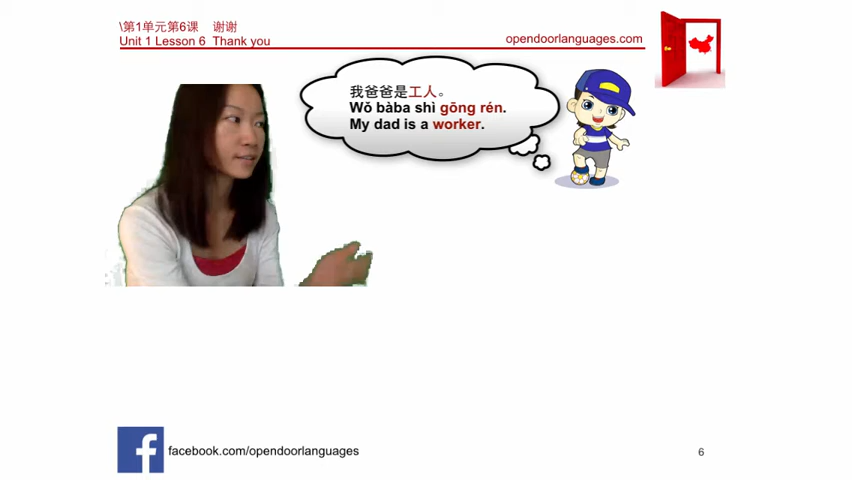 \第1单元第6课 谢谢
Unit 1 Lesson 6 Thank you
opendoorlanguages.com
我爸爸是工人。
Wǒ bàba shì gōng rén.
My dad is a worker.
facebook.com/opendoorlanguages
6